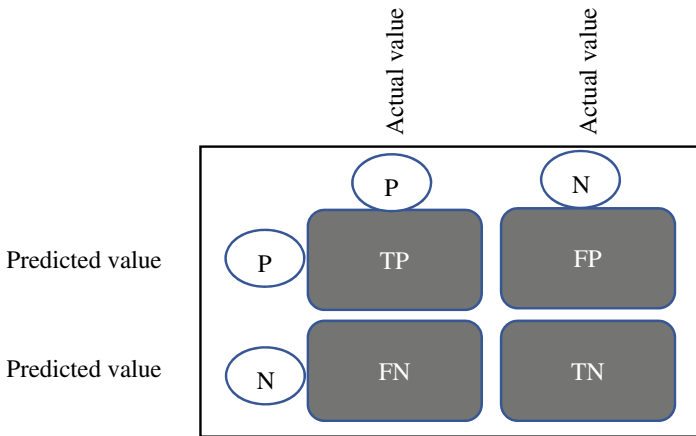 Actual value
Actual value
P
N
Predicted value
P
TP
FP
Predicted value
N
FN
TN